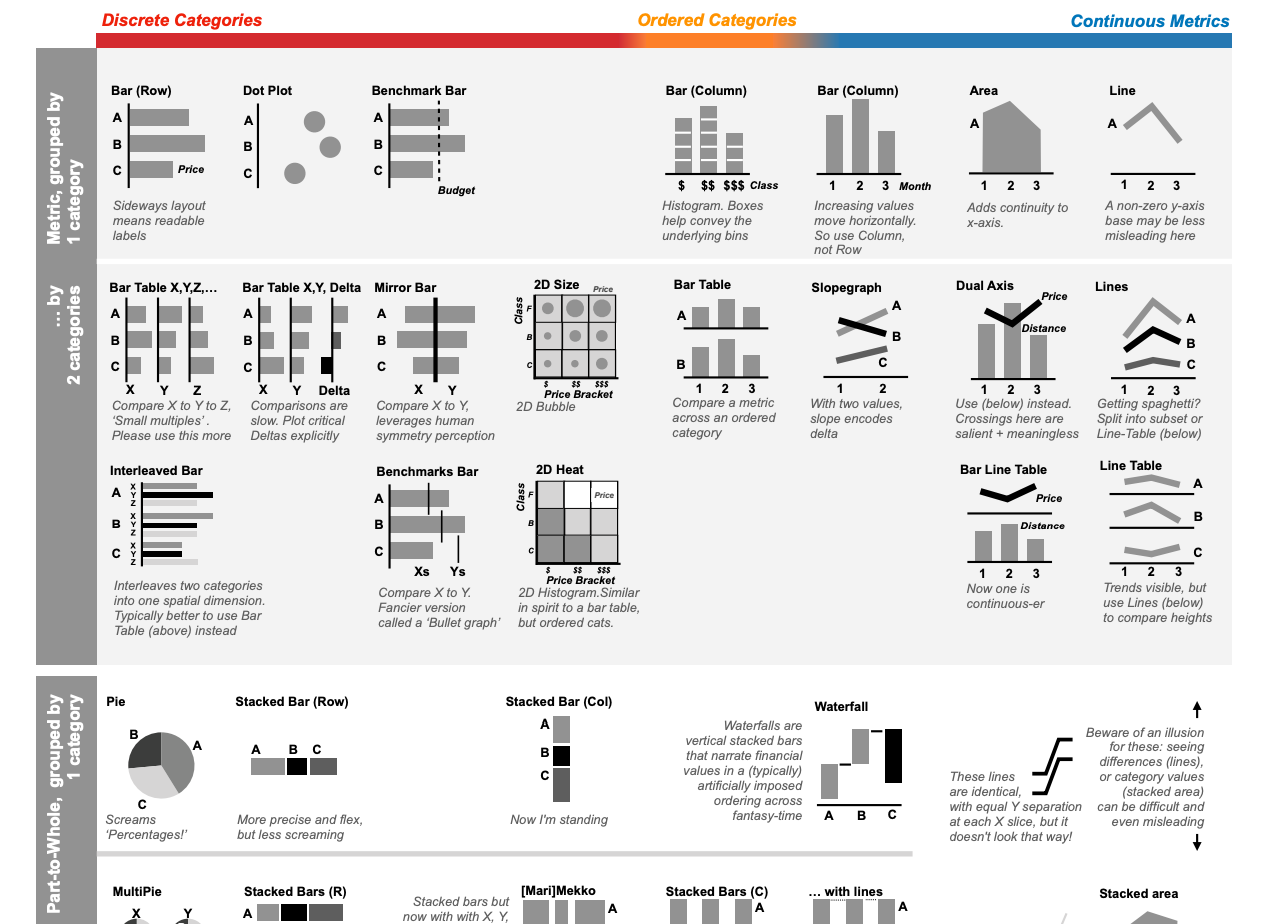 Discrete Categories
Ordered Categories
Continuous Metrics
Metric, grouped by
1 category
Bar (Row)
A
B
C
Price
Sideways layout
means readable
labels
Dot Plot
A
B
C
Benchmark Bar
A
B
C
Budget
Bar (Column)
$ $$ $$$ Class
Histogram. Boxes
help convey the
underlying bins
Bar (Column)
1 2 3 Month
Increasing values
move horizontally.
So use Column,
not Row
Area
A
1 2 3
Adds continuity to
x-axis.
Line
A
1 2 3
A non-zero y-axis
base may be less
misleading here
... by
2 categories
Bar Table X,Y,Z,...
A
B
C
X Y Z
Compare X to Y to Z,
‘Small multiples’ .
Please use this more
Bar Table X,Y, Delta
A
B
C
X Y Delta
Comparisons are
slow. Plot critical
Deltas explicitly
Mirror Bar
A
B
C
X Y
Compare X to Y,
leverages human
symmetry perception
2D Size
Price
Class
F
B
C
$ $$ $$$
Price Bracket
2D Bubble
Bar Table
A
B
1 2 3
Compare a metric
across an ordered
category
Slopegraph
A
B
C
1 2
With two values,
slope encodes
delta
Dual Axis
Price
Distance
1 2 3
Use (below) instead.
Crossings here are
salient + meaningless
Lines
A
B
C
1 2 3
Getting spaghetti?
Split into subset or
Line-Table (below)
Interleaved Bar
A
X
Y
Z
B
X
Y
Z
C
X
Y
Z
Interleaves two categories
into one spatial dimension.
Typically better to use Bar
Table (above) instead
Benchmarks Bar
A
B
C
Xs Ys
Compare X to Y.
Fancier version
called a ‘Bullet graph’
2D Heat
Class
F
Price
B
C
$ $$ $$$
Price Bracket
2D Histogram.Similar
in spirit to a bar table,
but ordered cats.
Bar Line Table
Price
Distance
1 2 3
Now one is
continuous-er
Line Table
A
B
C
1 2 3
Trends visible, but
use Lines (below)
to compare heights
Part-to-Whole, grouped by
1 category
Pie
B
A
C
Screams
‘Percentages!’
Stacked Bar (Row)
A B C
More precise and flex,
but less screaming
Stacked Bar (Col)
A
B
C
Now I'm standing
Waterfalls are
vertical stacked bars
that narrate financial
values in a (typically)
artificially imposed
ordering across
fantasy-time
Waterfall
A B C
These lines
are identical,
with equal Y separation
at each X slice, but it
doesn't look that way!
Beware of an illusion
for these: seeing
differences (lines),
or category values
(stacked area)
can be difficult and
even misleading
MultiPie
X Y
Stacked Bars (R)
A
Stacked bars but
now with with X, Y,
[Mari]Mekko
A
Stacked Bars (C)
A
... with lines
A
Stacked area